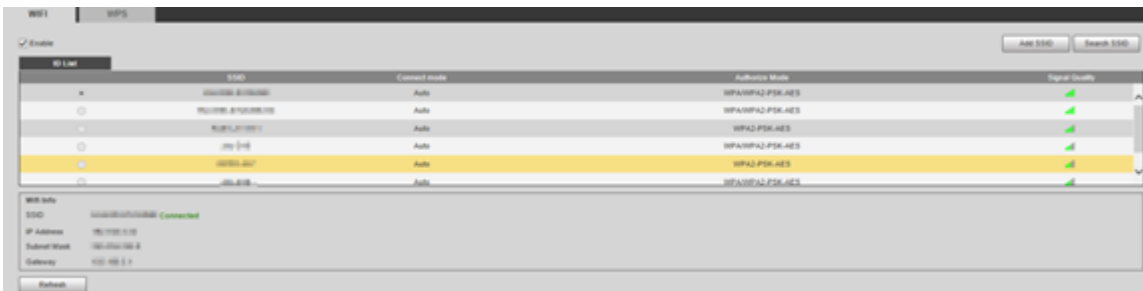 WIFI WPS
Enable Add SSID Search SSID
ID List
SSID Connect mode Authorize Mode Signal Quality
Auto WPA/WPA2-PSK-AES
Auto WPA/WPA2-PSK-AES
Auto WPA2-PSK-AES
Auto WPA/WPA2-PSK-AES
Auto WPA2-PSK-AES
Auto WPA/WPA2-PSK-AES
Wifi Info
SSID Connected
IP Address
Subnet Mask
Gateway
Refresh